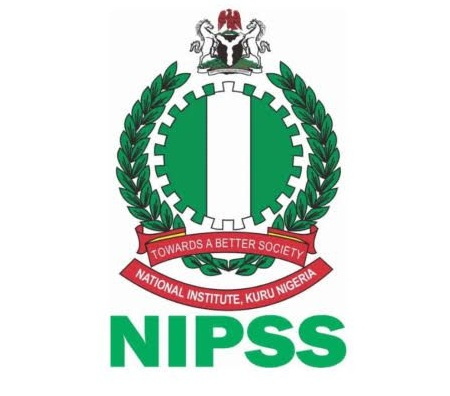 TOWARDS A BETTER SOCIETY
NATIONAL INSTITUTE, KURU NIGERIA
NIPSS